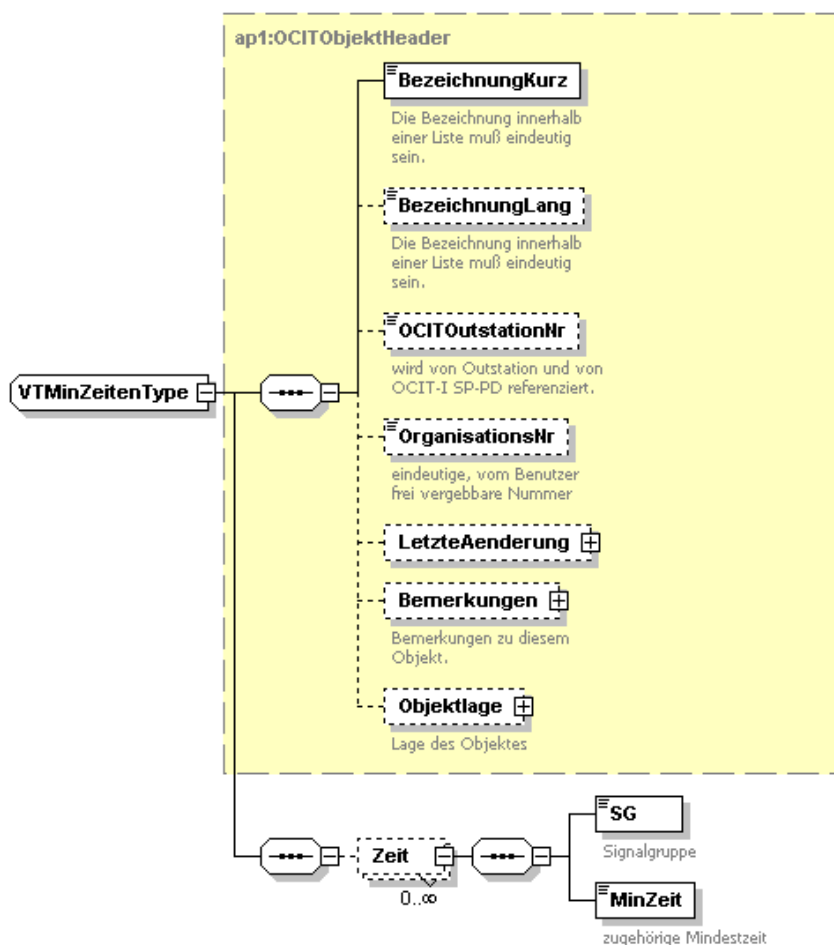 ap1:OCITObjektHeader
BezeichnungKurz
Die Bezeichnung innerhalb
einer Liste muß eindeutig
sein.
BezeichnungLang
Die Bezeichnung innerhalb
einer Liste muß eindeutig
sein.
OCITOutstationNr
wird von Outstation und von
OCIT-I SP-PD referenziert.
VTMinZeitenType
OrganisationsNr
eindeutige, vom Benutzer
frei vergebbare Nummer
LetzteAenderung
Bemerkungen
Bemerkungen zu diesem
Objekt.
Objektlage
Lage des Objektes
Zeit
0..∞
SG
Signalgruppe
MinZeit
zugehörige Mindestzeit